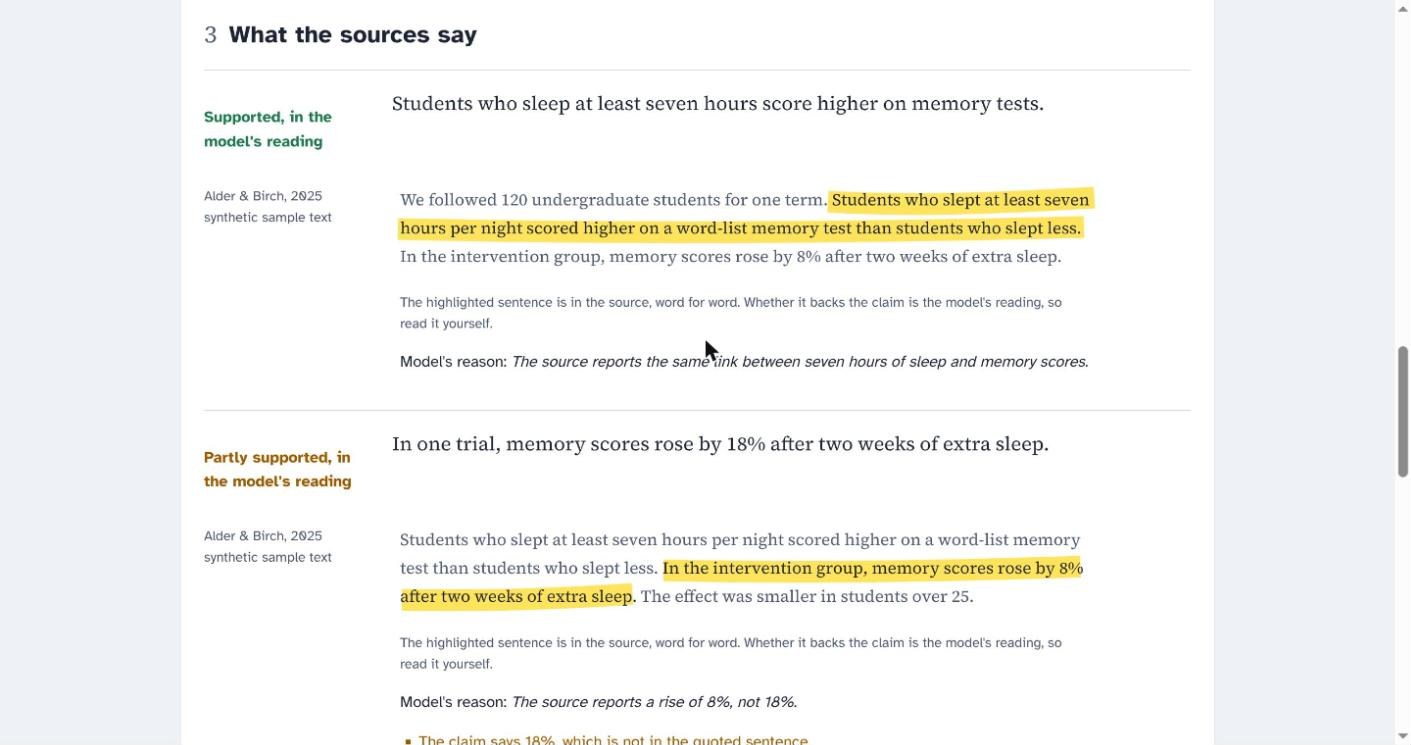 3 What the sources say
Supported, in the
model's reading
Students who sleep at least seven hours score higher on memory tests.
Alder & Birch, 2025
synthetic sample text
We followed 120 undergraduate students for one term. Students who slept at least seven
hours per night scored higher on a word-list memory test than students who slept less.
In the intervention group, memory scores rose by 8% after two weeks of extra sleep.
The highlighted sentence is in the source, word for word. Whether it backs the claim is the model's reading, so
read it yourself.
Model's reason: The source reports the same link between seven hours of sleep and memory scores.
Partly supported, in
the model's reading
In one trial, memory scores rose by 18% after two weeks of extra sleep.
Alder & Birch, 2025
synthetic sample text
Students who slept at least seven hours per night scored higher on a word-list memory
test than students who slept less. In the intervention group, memory scores rose by 8%
after two weeks of extra sleep. The effect was smaller in students over 25.
The highlighted sentence is in the source, word for word. Whether it backs the claim is the model's reading, so
read it yourself.
Model's reason: The source reports a rise of 8%, not 18%.
▪ The claim says 18%, which is not in the quoted sentence